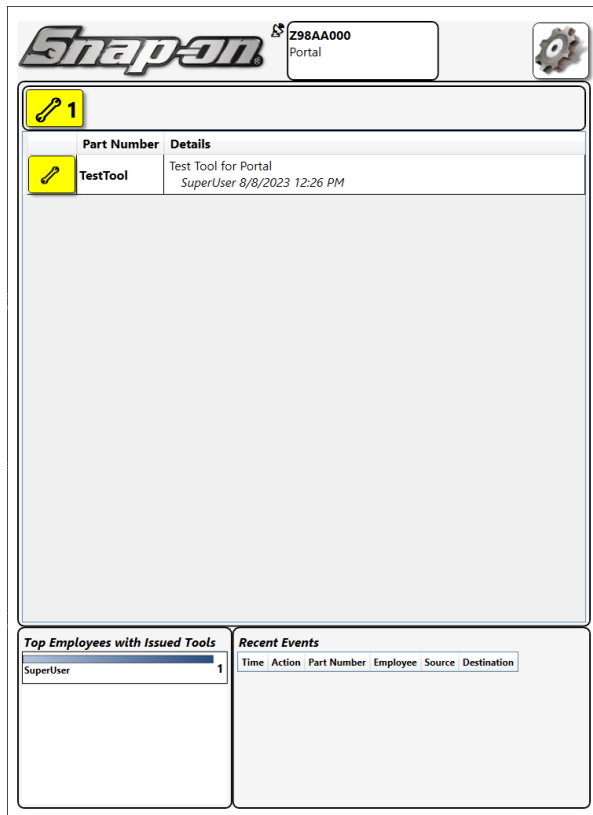 Snap-on®
Z98AA000
Portal
1
Part Number Details
TestTool
Test Tool for Portal
SuperUser 8/8/2023 12:26 PM
Top Employees with Issued Tools
SuperUser 1
Recent Events
Time Action Part Number Employee Source Destination